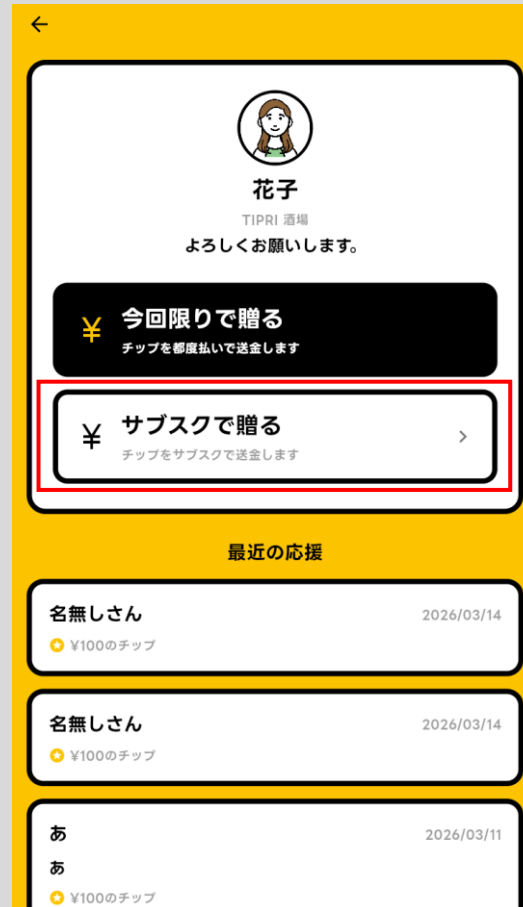 花子
TIPRI 酒場
よろしくお願いします。
¥ 今回限りで贈る
チップを都度払いで送金します
¥ サブスクで贈る
チップをサブスクで送金します
最近の応援
名無しさん 2026/03/14
¥100のチップ
名無しさん 2026/03/14
¥100のチップ
あ 2026/03/11
あ
¥100のチップ